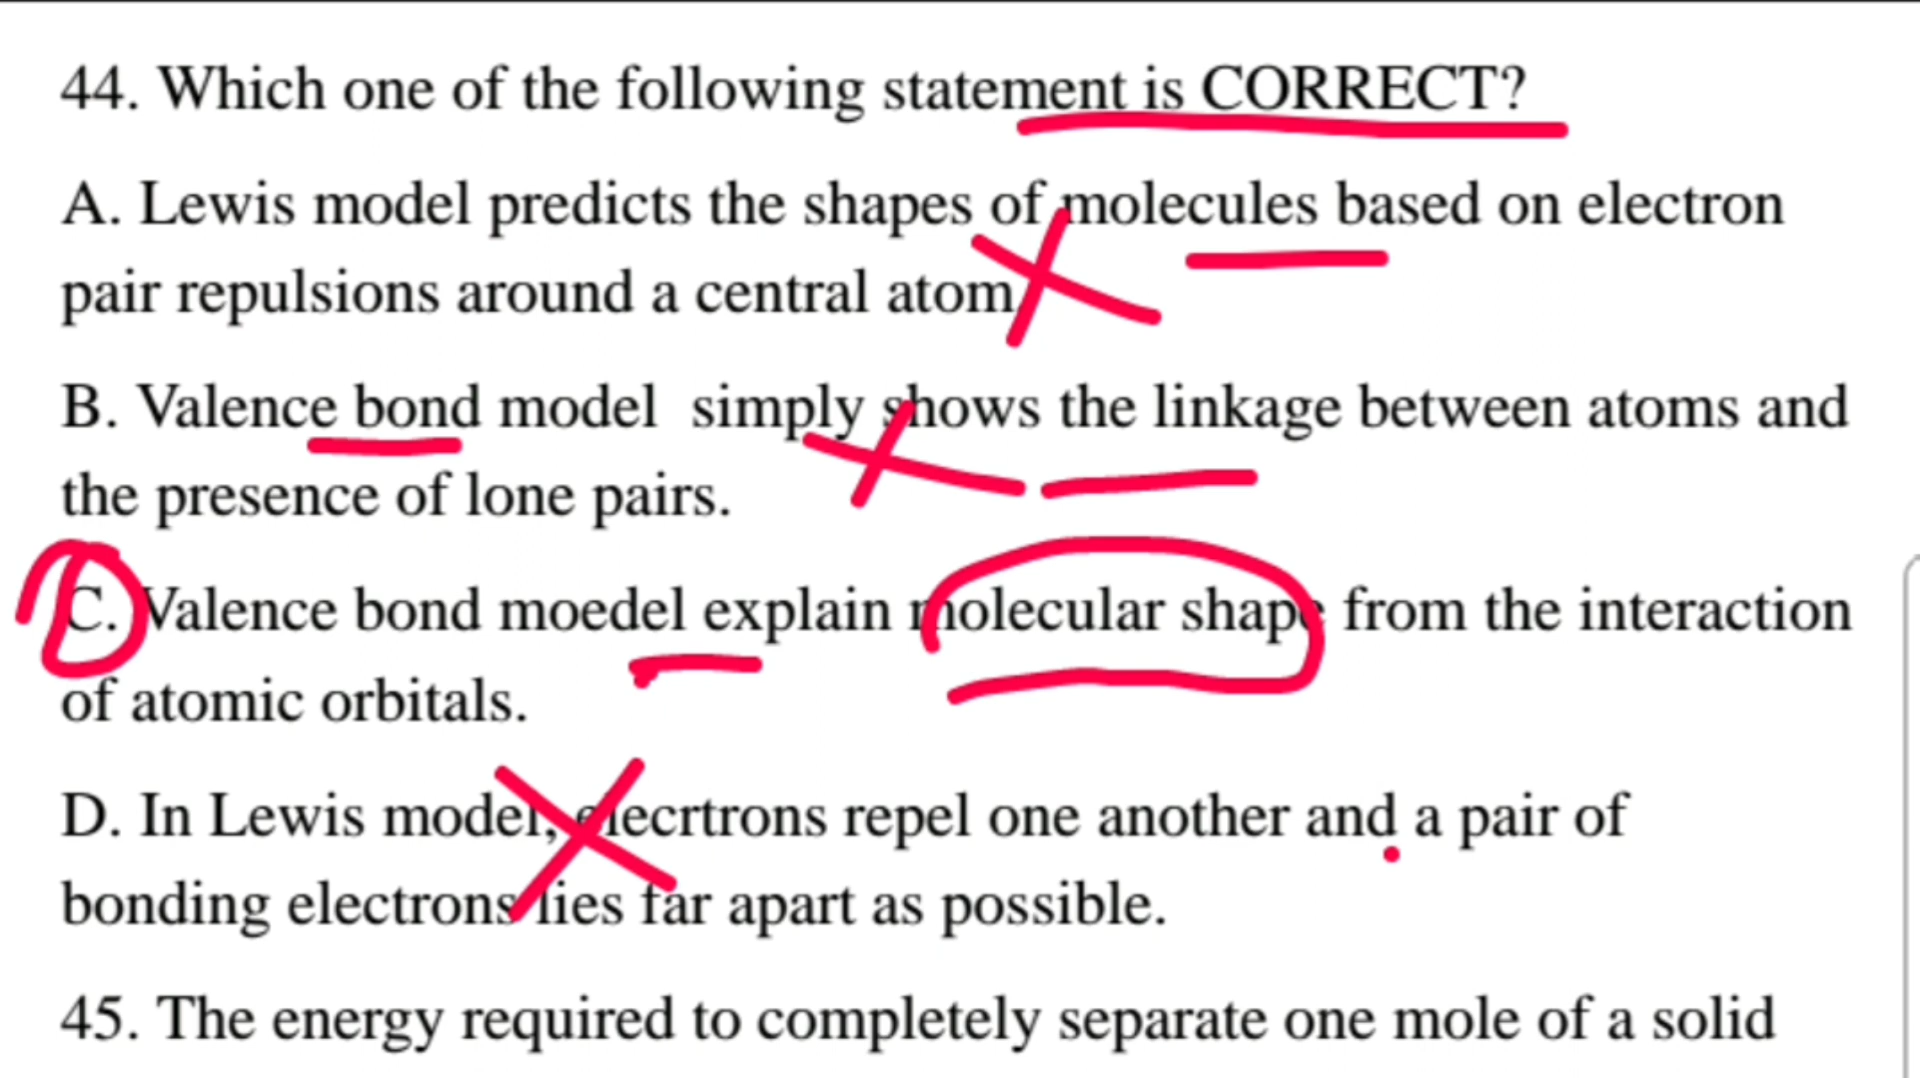 44. Which one of the following statement is CORRECT?
A. Lewis model predicts the shapes of molecules based on electron
pair repulsions around a central atom.
B. Valence bond model simply shows the linkage between atoms and
the presence of lone pairs.
C. Valence bond moedel explain molecular shape from the interaction
of atomic orbitals.
D. In Lewis model, elecrtrons repel one another and a pair of
bonding electrons lies far apart as possible.
45. The energy required to completely separate one mole of a solid